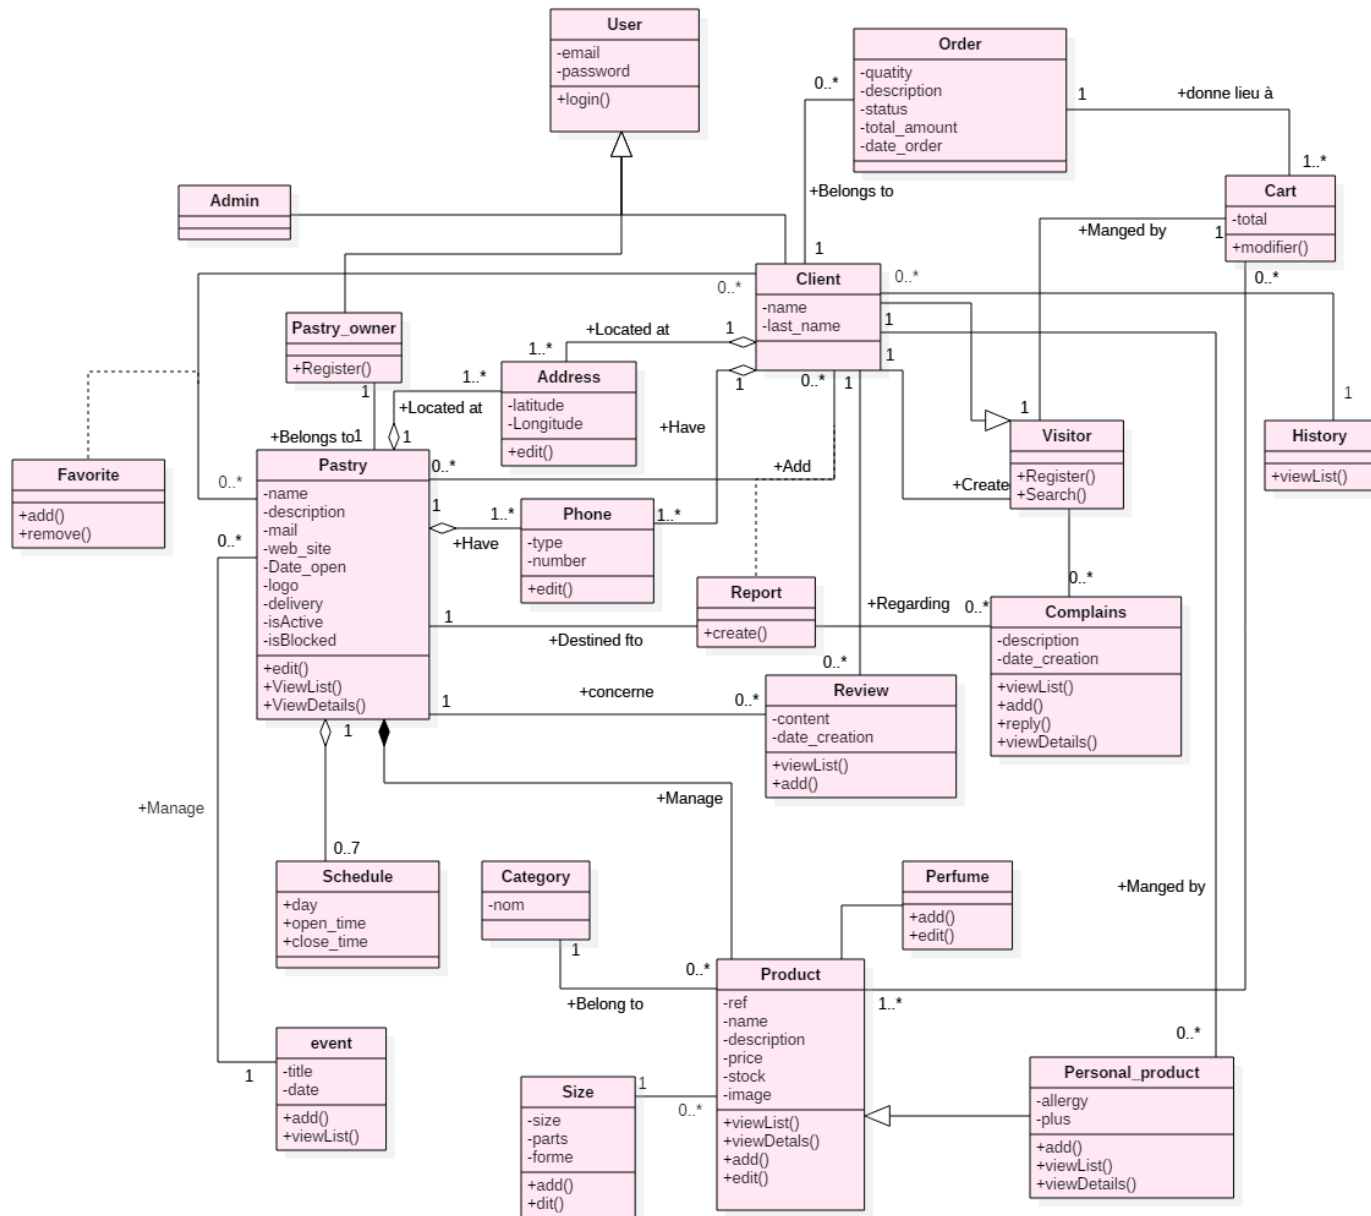 User
-email
-password
+login()
Order
-quatity
-description
-status
-total_amount
-date_order
0..*
1
+donne lieu à
1..*
Cart
-total
+modifier()
Admin
+Belongs to
+Manged by
1
1
0..*
Client
-name
-last_name
0..*
0..*
Pastry_owner
+Register()
+Located at
1
1..*
1
1
1
0..*
1
Address
-latitude
-Longitude
+edit()
1..*
+Located at
1
1
+Belongs to
1
+Have
1
Visitor
+Register()
+Search()
1
History
+viewList()
Favorite
+add()
+remove()
Pastry
-name
-description
-mail
-web_site
-Date_open
-logo
-delivery
-isActive
-isBlocked
+edit()
+ViewList()
+ViewDetails()
0..*
+Add
+Create
0..*
1
1..*
+Have
Phone
-type
-number
+edit()
1..*
0..*
0..*
Report
+create()
+Regarding
0..*
Complains
-description
-date_creation
+viewList()
+add()
+reply()
+viewDetails()
1
+Destined fto
0..*
+concerne
1
0..*
Review
-content
-date_creation
+viewList()
+add()
1
+Manage
+Manage
0..7
Schedule
+day
+open_time
+close_time
Category
-nom
1
Perfume
+add()
+edit()
+Manged by
0..*
+Belong to
Product
-ref
-name
-description
-price
-stock
-image
+viewList()
+viewDetals()
+add()
+edit()
1..*
0..*
event
-title
-date
+add()
+viewList()
1
Size
-size
-parts
-forme
+add()
+dit()
1
0..*
Personal_product
-allergy
-plus
+add()
+viewList()
+viewDetails()